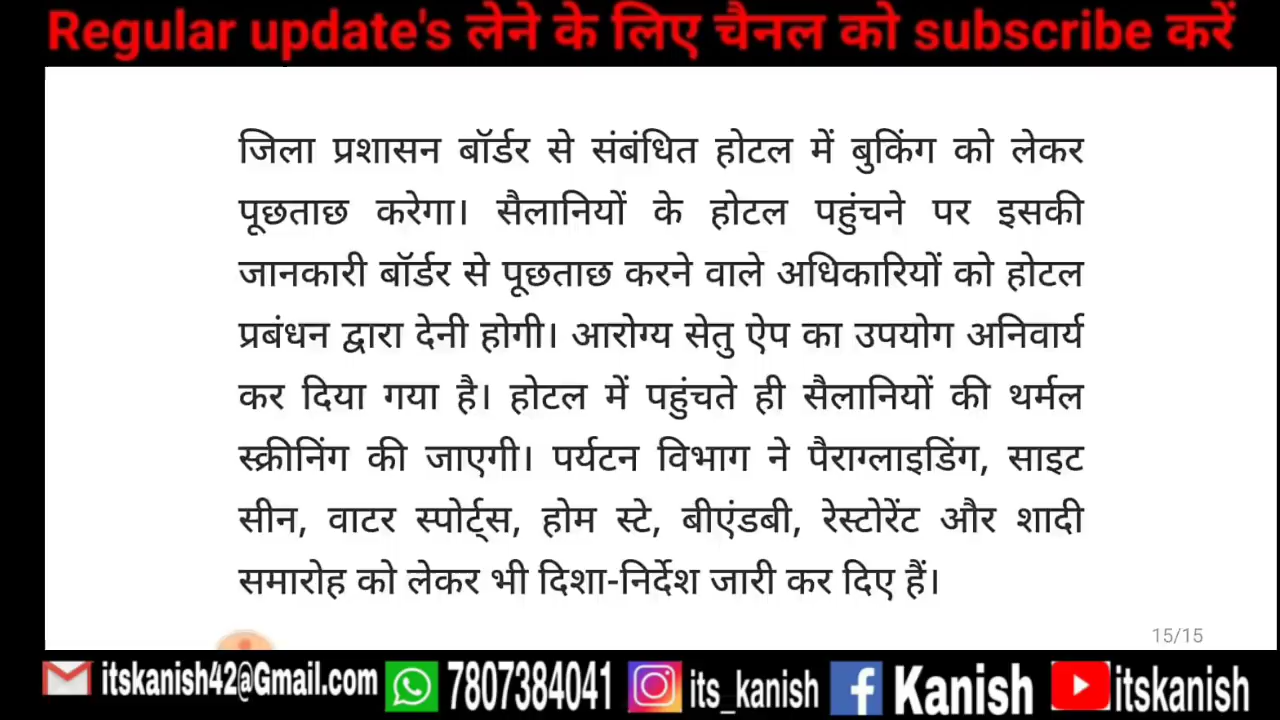 Regular update's लेने के लिए चैनल को subscribe करें
जिला प्रशासन बॉर्डर से संबंधित होटल में बुकिंग को लेकर
पूछताछ करेगा। सैलानियों के होटल पहुंचने पर इसकी
जानकारी बॉर्डर से पूछताछ करने वाले अधिकारियों को होटल
प्रबंधन द्वारा देनी होगी। आरोग्य सेतु ऐप का उपयोग अनिवार्य
कर दिया गया है। होटल में पहुंचते ही सैलानियों की थर्मल
स्क्रीनिंग की जाएगी। पर्यटन विभाग ने पैराग्लाइडिंग, साइट
सीन, वाटर स्पोर्ट्स, होम स्टे, बीएंडबी, रेस्टोरेंट और शादी
समारोह को लेकर भी दिशा-निर्देश जारी कर दिए हैं।
15/15
itskanish42@Gmail.com 7807384041 its_kanish Kanish itskanish